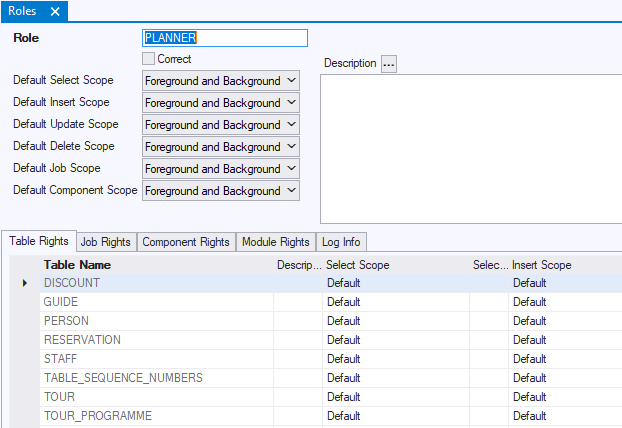 Roles
Role PLANNER
Correct
Default Select Scope Foreground and Background
Default Insert Scope Foreground and Background
Default Update Scope Foreground and Background
Default Delete Scope Foreground and Background
Default Job Scope Foreground and Background
Default Component Scope Foreground and Background
Description ...
Table Rights Job Rights Component Rights Module Rights Log Info
Table Name Descrip... Select Scope Selec... Insert Scope
DISCOUNT Default Default
GUIDE Default Default
PERSON Default Default
RESERVATION Default Default
STAFF Default Default
TABLE_SEQUENCE_NUMBERS Default Default
TOUR Default Default
TOUR_PROGRAMME Default Default